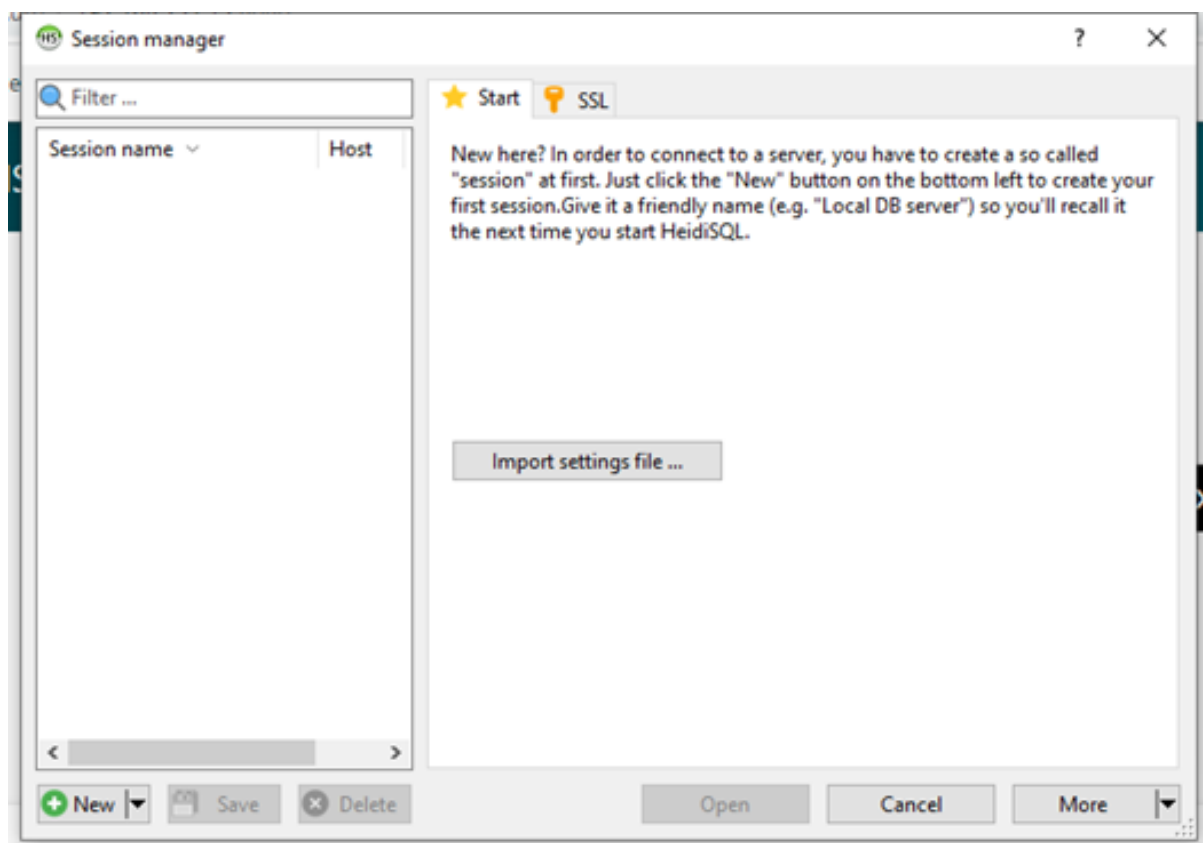 HS Session manager
?
Filter ...
Session name
Host
Start
SSL
New here? In order to connect to a server, you have to create a so called
"session" at first. Just click the "New" button on the bottom left to create your
first session.Give it a friendly name (e.g. "Local DB server") so you'll recall it
the next time you start HeidiSQL.
Import settings file ...
New
Save
Delete
Open
Cancel
More